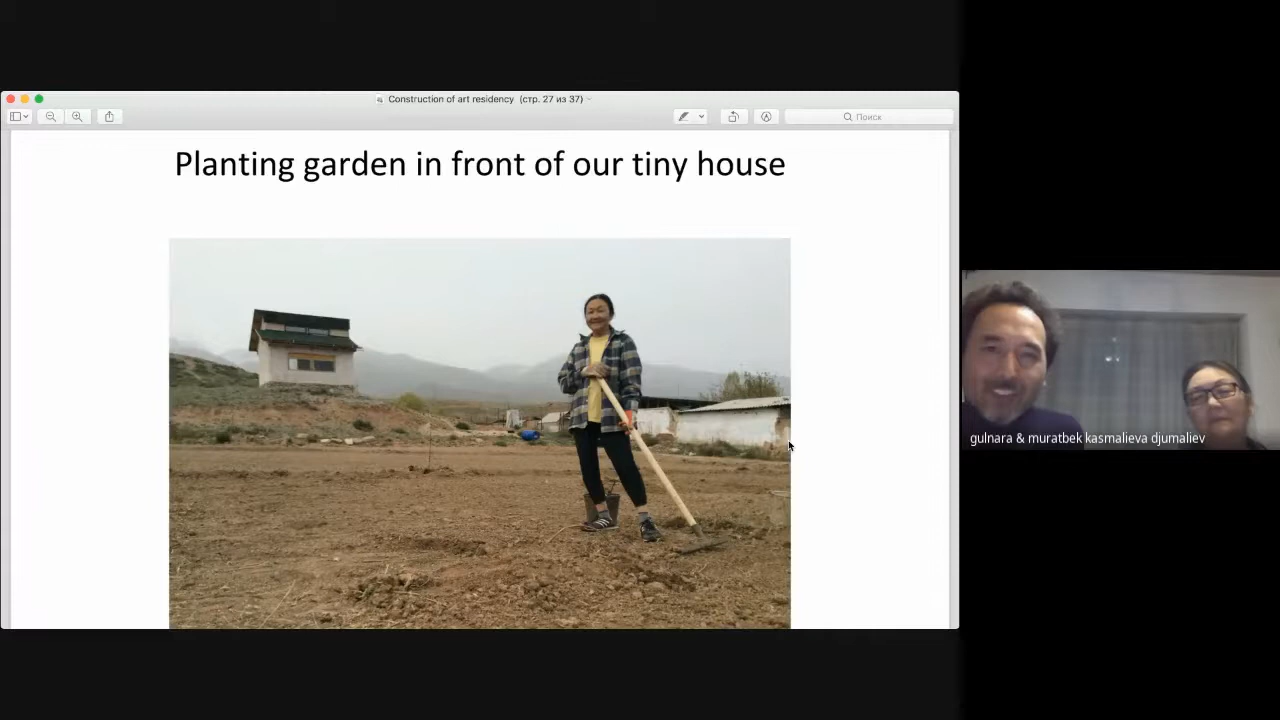 Construction of art residency (стр. 27 из 37)
Поиск
Planting garden in front of our tiny house
gulnara & muratbek kasmalieva djumaliev